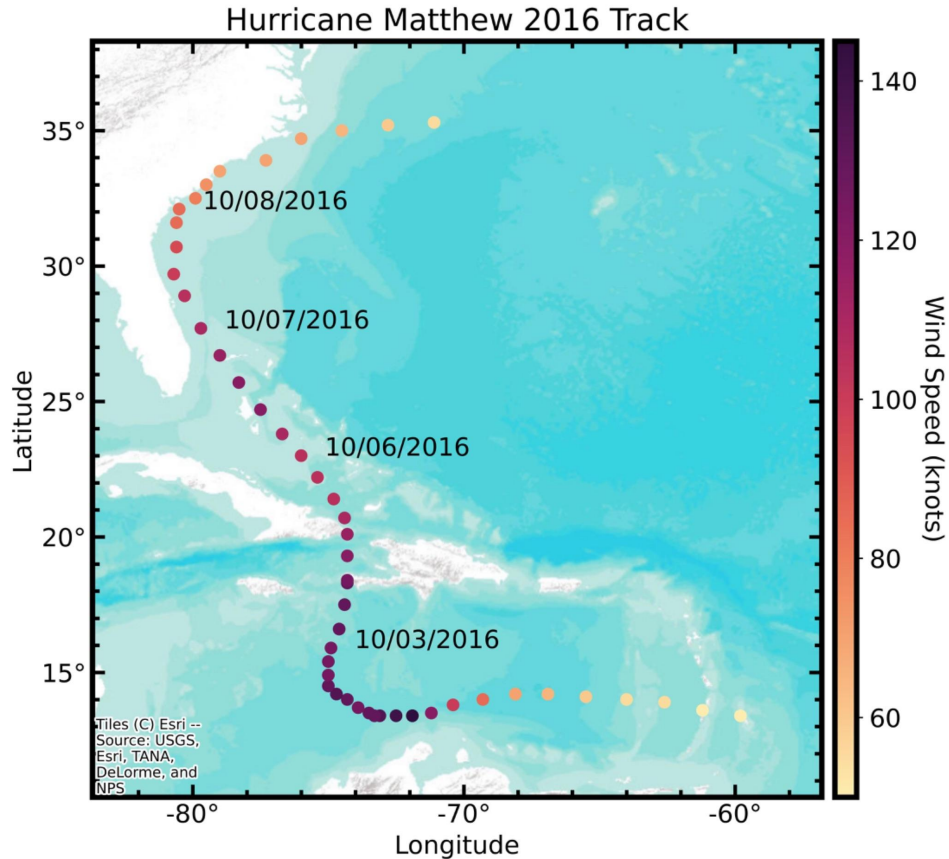 Hurricane Matthew 2016 Track
35°
30°
25°
20°
15°
Latitude
10/08/2016
10/07/2016
10/06/2016
10/03/2016
Tiles (C) Esri --
Source: USGS,
Esri, TANA,
DeLorme, and
NPS
-80°
-70°
-60°
Longitude
140
120
100
80
60
Wind Speed (knots)